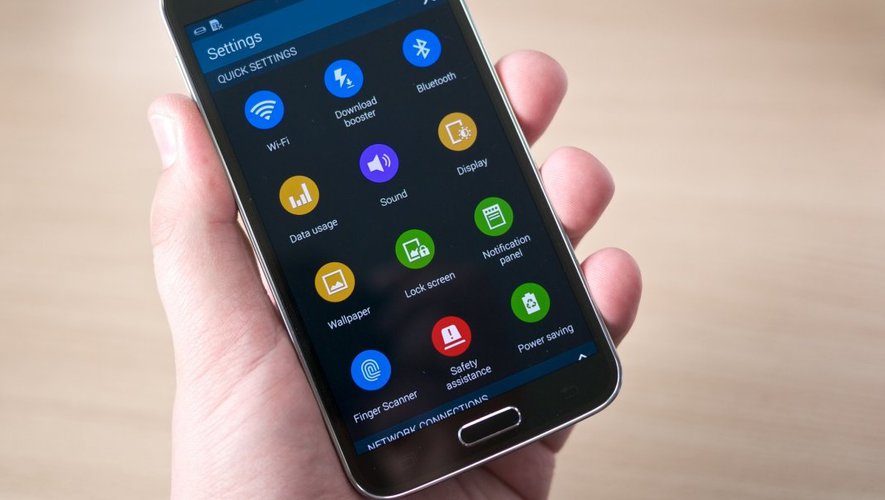 Settings
QUICK SETTINGS
Wi-Fi
Download
booster
Bluetooth
Data usage
Sound
Display
Wallpaper
Lock screen
Notification
panel
Finger Scanner
Safety
assistance
Power saving
NETWORK CONNECTIONS